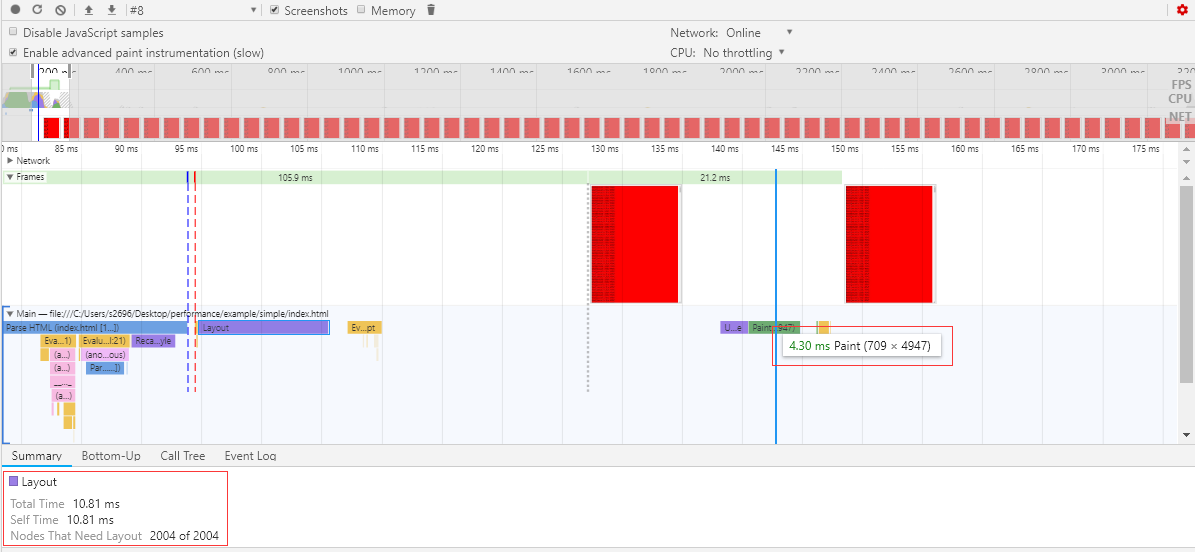 #8 Screenshots Memory
Disable JavaScript samples Network: Online
Enable advanced paint instrumentation (slow) CPU: No throttling
400 ms 600 ms 800 ms 1000 ms 1200 ms 1400 ms 1600 ms 1800 ms 2000 ms 2200 ms 2400 ms 2600 ms 2800 ms 3000 ms
FPS
CPU
NET
85 ms 90 ms 95 ms 100 ms 105 ms 110 ms 115 ms 120 ms 125 ms 130 ms 135 ms 140 ms 145 ms 150 ms 155 ms 160 ms 165 ms 170 ms 175 ms
Network
Frames 105.9 ms 21.2 ms
Main — file:///C:/Users/s2696/Desktop/performance/example/simple/index.html
Parse HTML (index.html [1...]) Layout Ev...pt U...e
Eva...1) Evalu...l:21) Reca...yle
4.30 ms Paint (709 × 4947)
(a...) (ano...ous)
(a...) Par......])
(a...)
Summary Bottom-Up Call Tree Event Log
Layout
Total Time 10.81 ms
Self Time 10.81 ms
Nodes That Need Layout 2004 of 2004